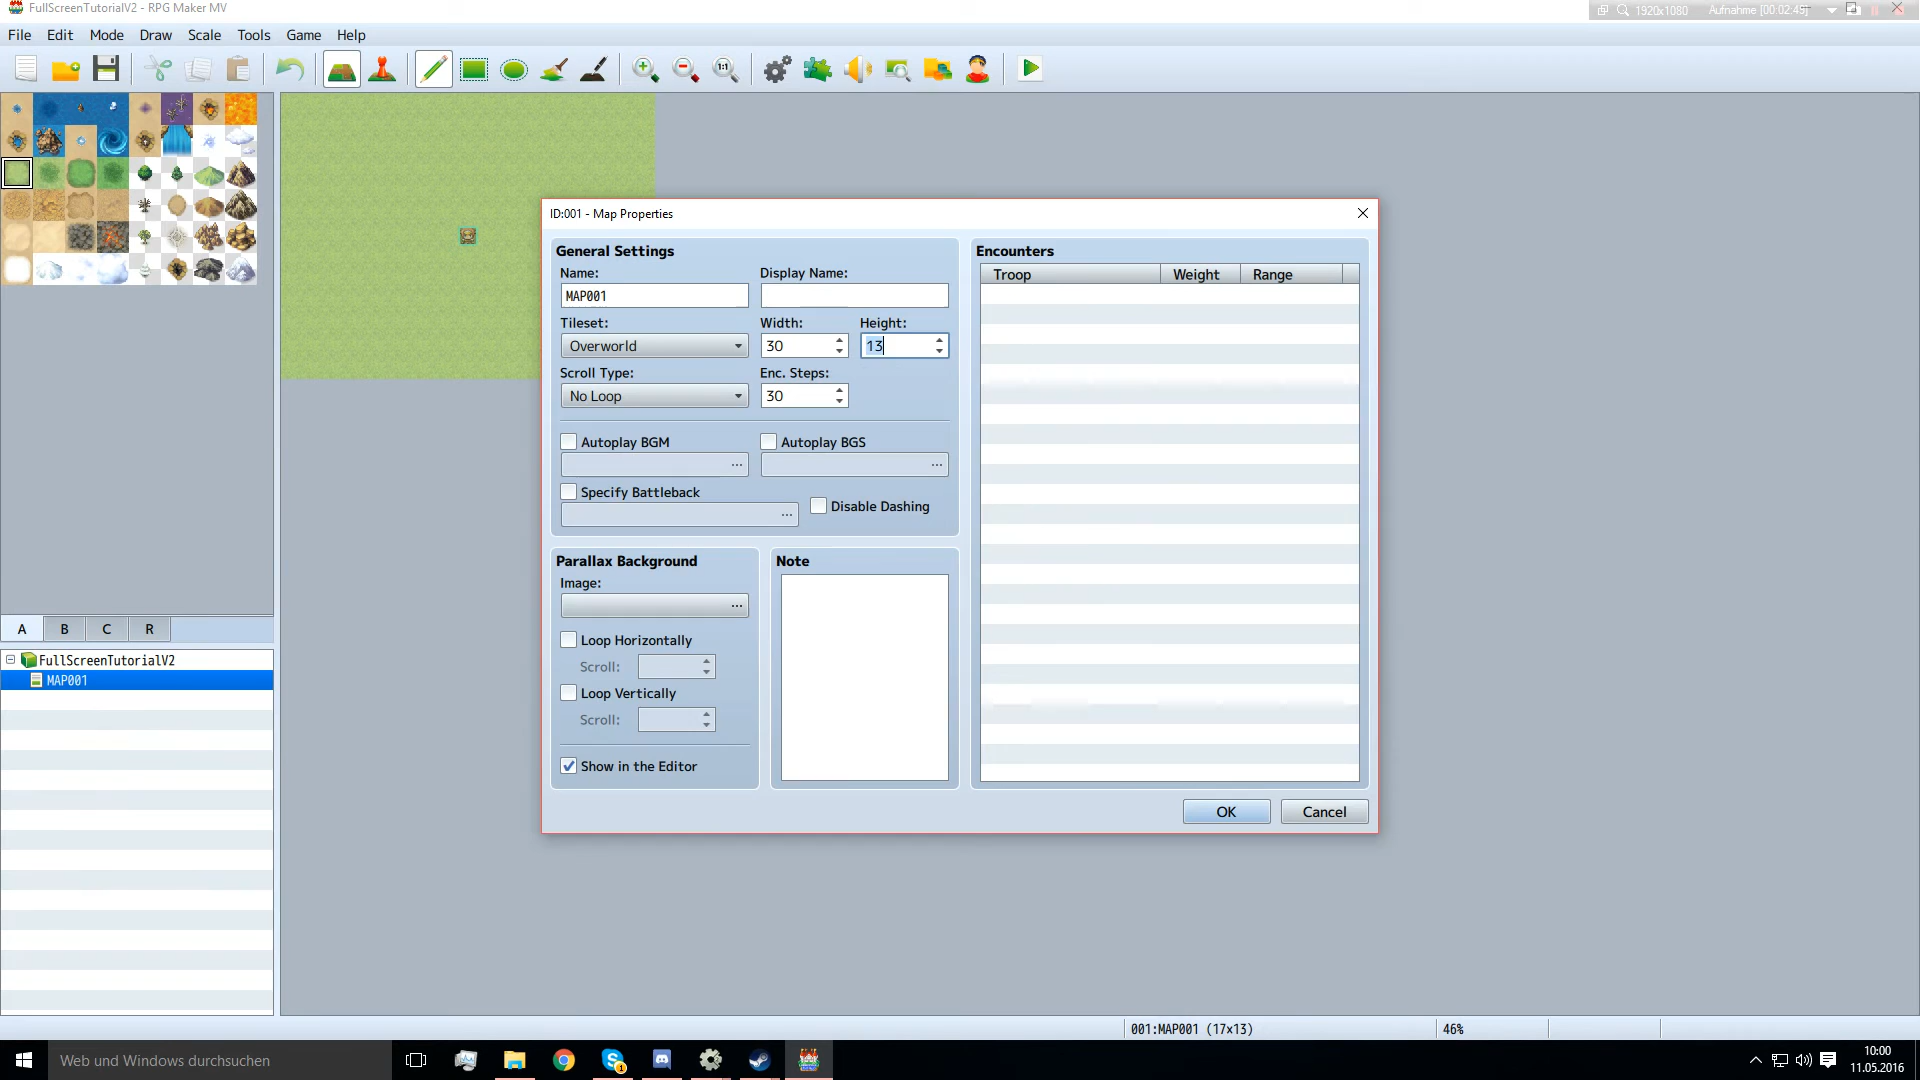 FullScreenTutorialV2 - RPG Maker MV
1920x1080
Aufnahme [00:02:45]
File
Edit
Mode
Draw
Scale
Tools
Game
Help
1:1
ID:001 - Map Properties
General Settings
Name:
Display Name:
MAP001
Tileset:
Width:
Height:
Overworld
30
13
Scroll Type:
Enc. Steps:
No Loop
30
Autoplay BGM
Autoplay BGS
...
...
Specify Battleback
Disable Dashing
...
Parallax Background
Image:
...
Loop Horizontally
Scroll:
Loop Vertically
Scroll:
Show in the Editor
Note
Encounters
Troop
Weight
Range
OK
Cancel
A
B
C
R
FullScreenTutorialV2
MAP001
001:MAP001 (17x13)
46%
Web und Windows durchsuchen
1
10:00
11.05.2016